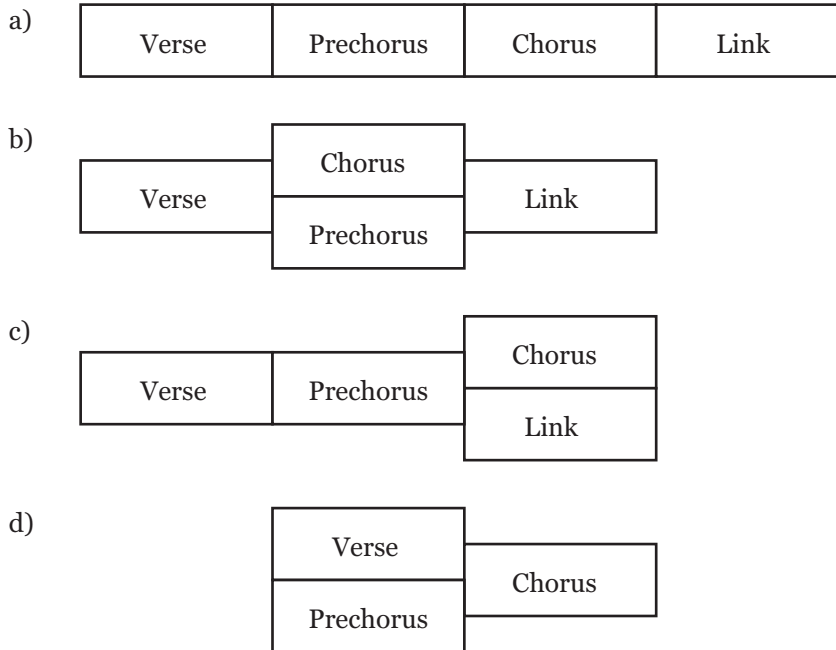 a)
Verse Prechorus Chorus Link
b)
Chorus
Verse Link
Prechorus
c)
Chorus
Verse Prechorus
Link
d)
Verse
Chorus
Prechorus